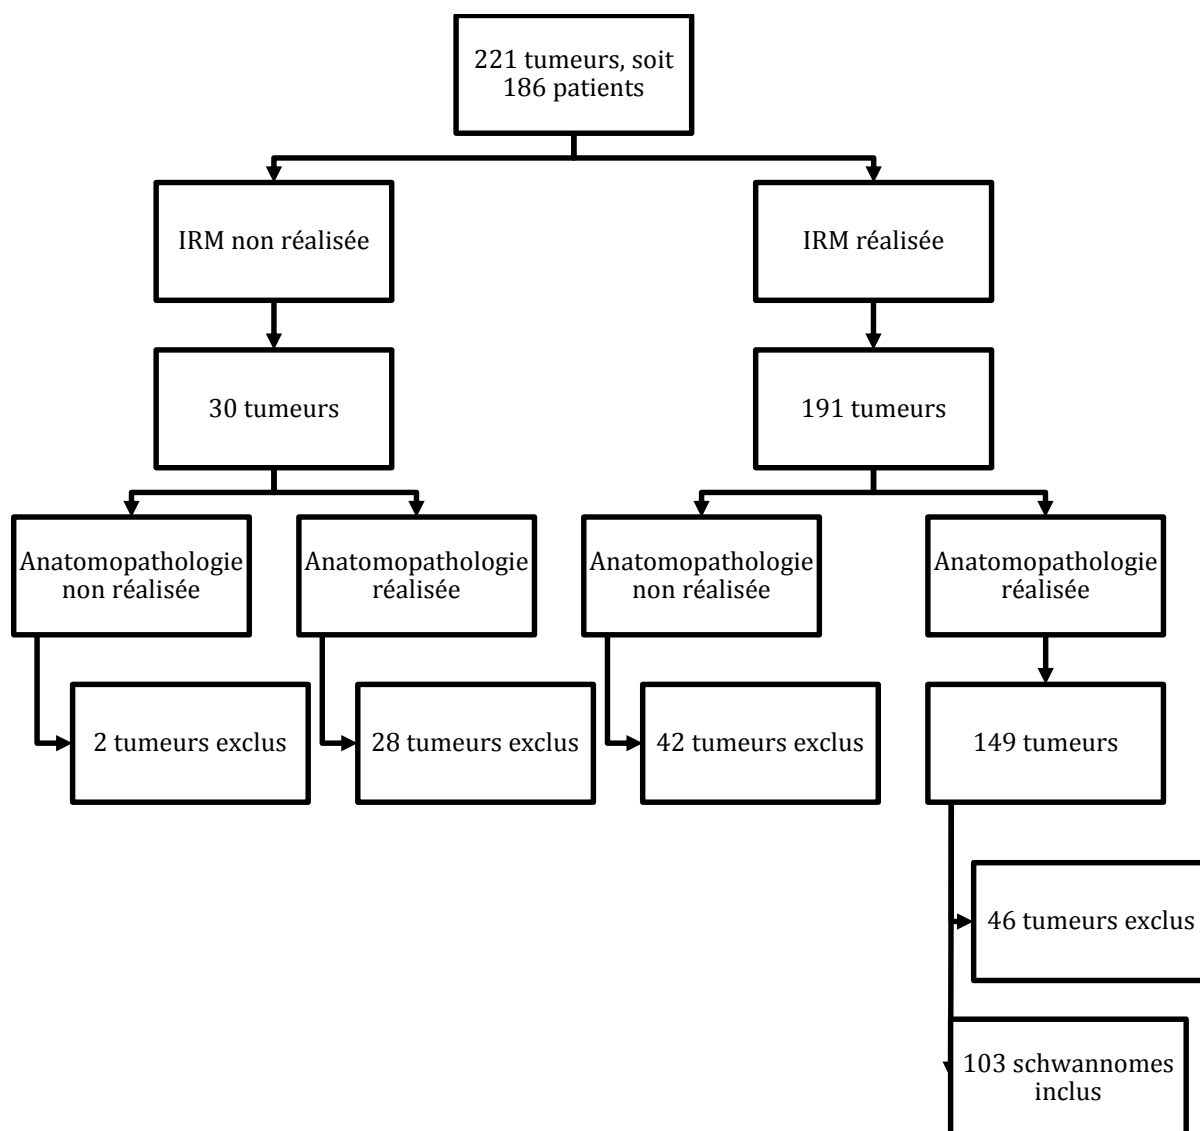 221 tumeurs, soit
186 patients
IRM non réalisée
IRM réalisée
30 tumeurs
191 tumeurs
Anatomopathologie
non réalisée
Anatomopathologie
réalisée
Anatomopathologie
non réalisée
Anatomopathologie
réalisée
2 tumeurs exclus
28 tumeurs exclus
42 tumeurs exclus
149 tumeurs
46 tumeurs exclus
103 schwannomes
inclus